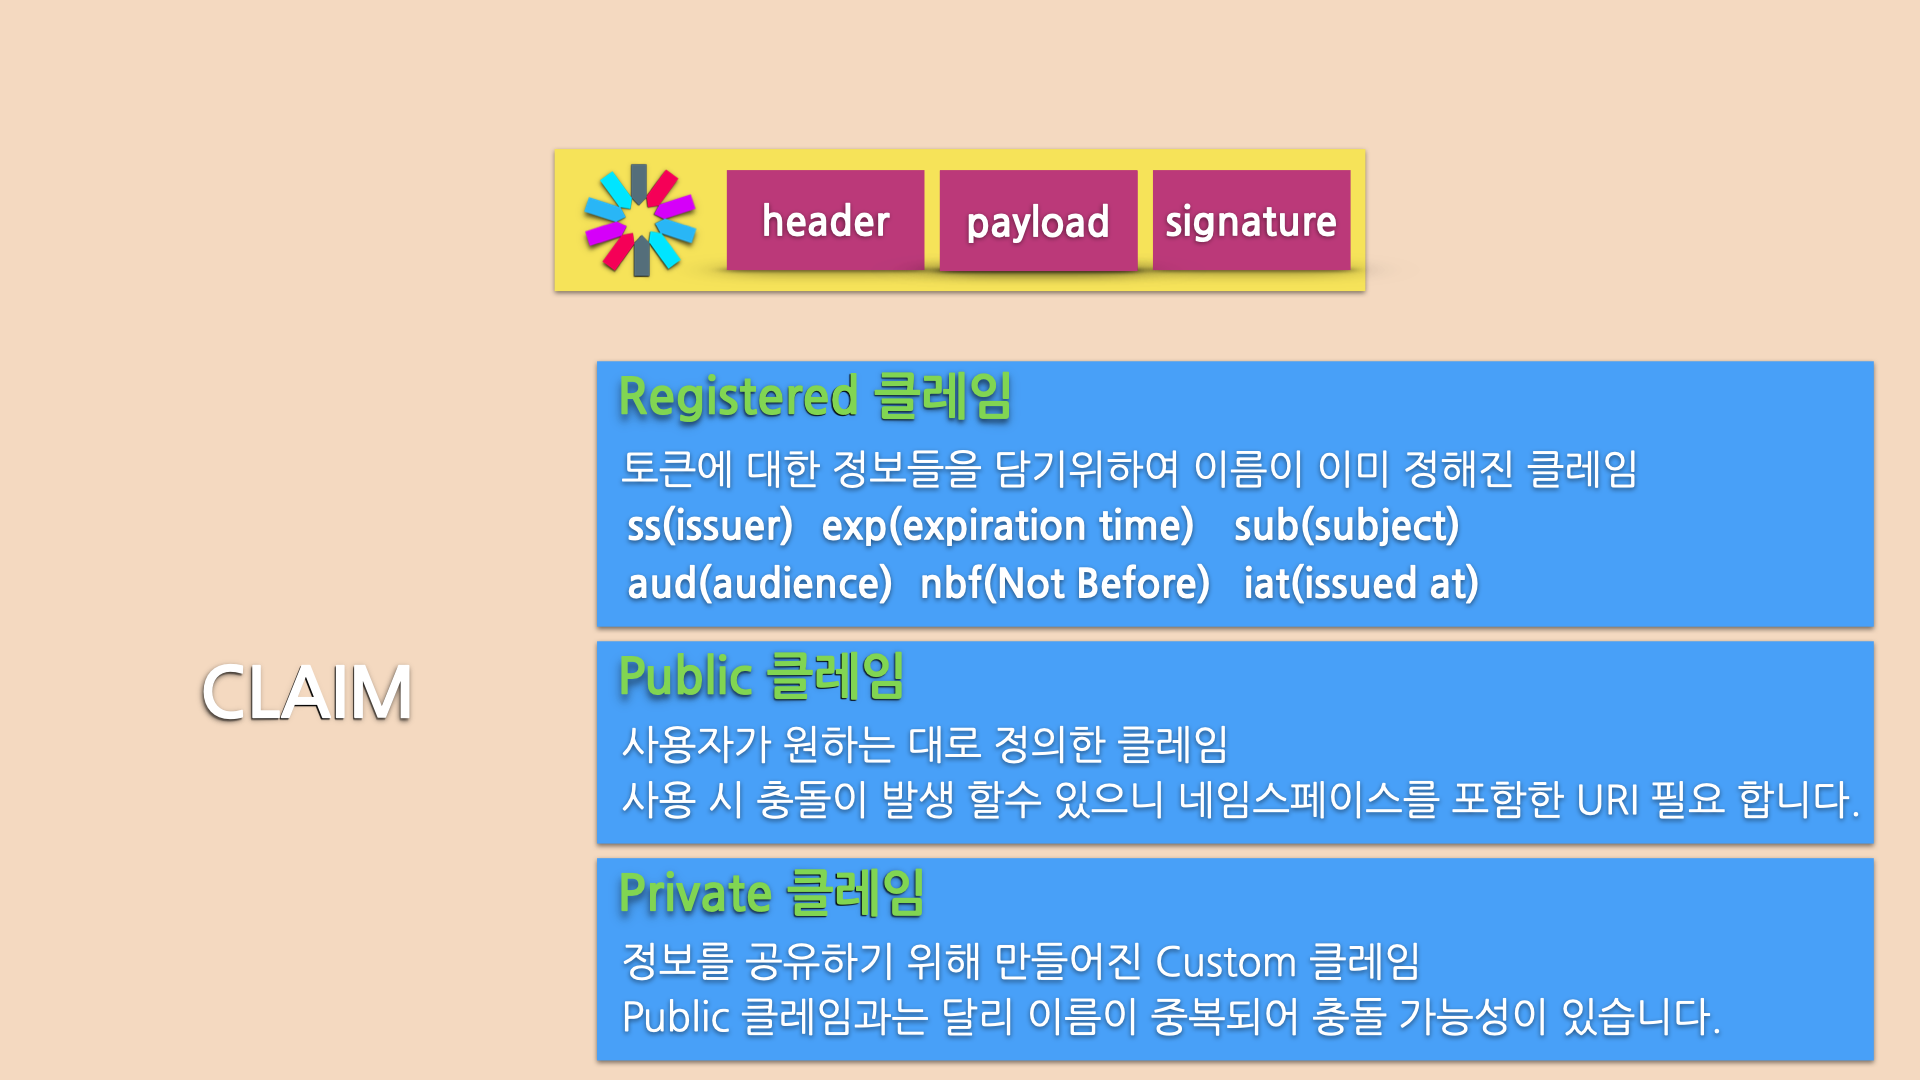 header payload signature
Registered 클레임
토큰에 대한 정보들을 담기위하여 이름이 이미 정해진 클레임
ss(issuer) exp(expiration time) sub(subject)
aud(audience) nbf(Not Before) iat(issued at)
CLAIM
Public 클레임
사용자가 원하는 대로 정의한 클레임
사용 시 충돌이 발생 할수 있으니 네임스페이스를 포함한 URI 필요 합니다.
Private 클레임
정보를 공유하기 위해 만들어진 Custom 클레임
Public 클레임과는 달리 이름이 중복되어 충돌 가능성이 있습니다.